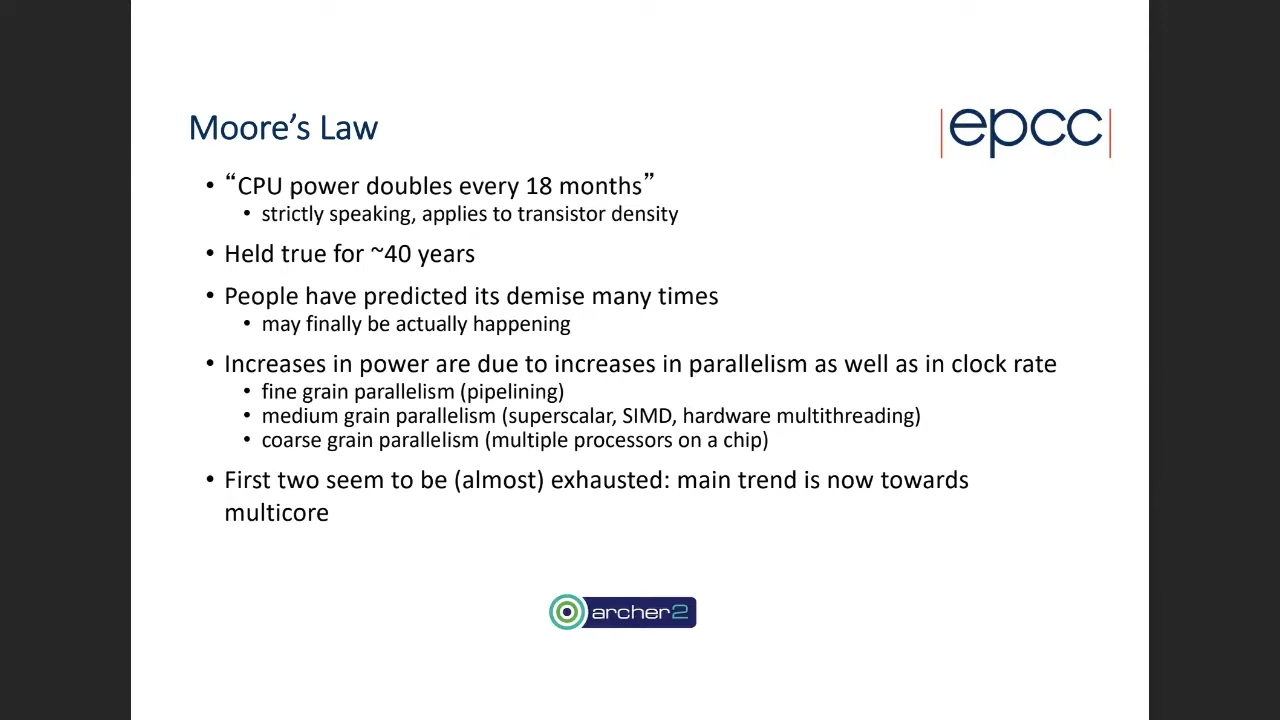 Moore’s Law
|epcc|
• “CPU power doubles every 18 months”
• strictly speaking, applies to transistor density
• Held true for ~40 years
• People have predicted its demise many times
• may finally be actually happening
• Increases in power are due to increases in parallelism as well as in clock rate
• fine grain parallelism (pipelining)
• medium grain parallelism (superscalar, SIMD, hardware multithreading)
• coarse grain parallelism (multiple processors on a chip)
• First two seem to be (almost) exhausted: main trend is now towards
multicore
archer2